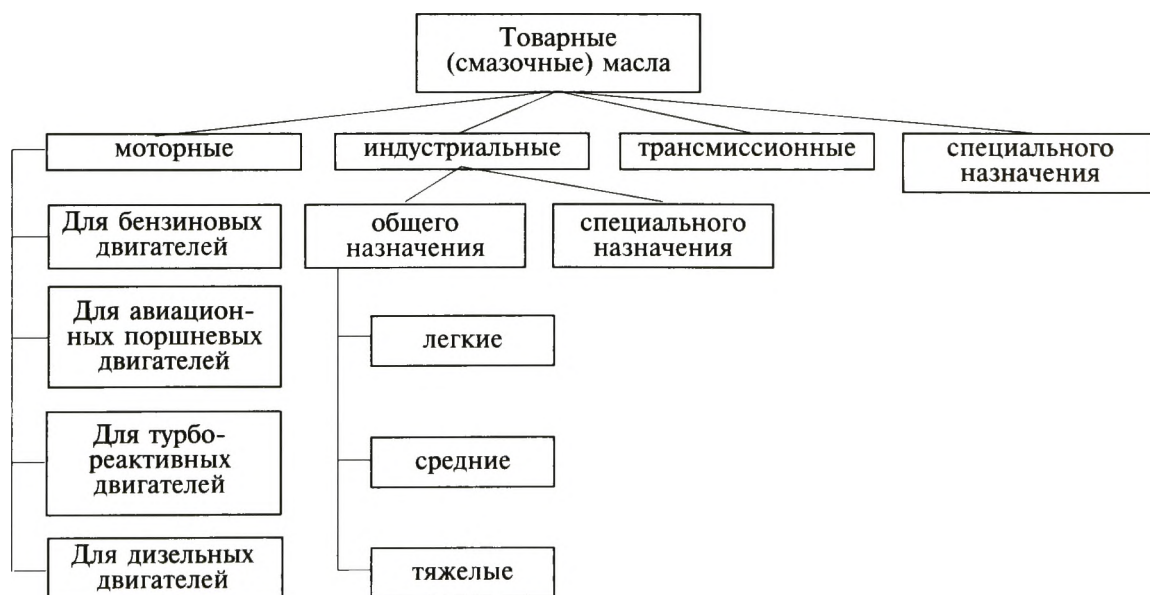 Товарные
(смазочные) масла
моторные
индустриальные
трансмиссионные
специального
назначения
Для бензиновых
двигателей
общего
назначения
специального
назначения
Для авиацион-
ных поршневых
двигателей
легкие
Для турбо-
реактивных
двигателей
средние
Для дизельных
двигателей
тяжелые